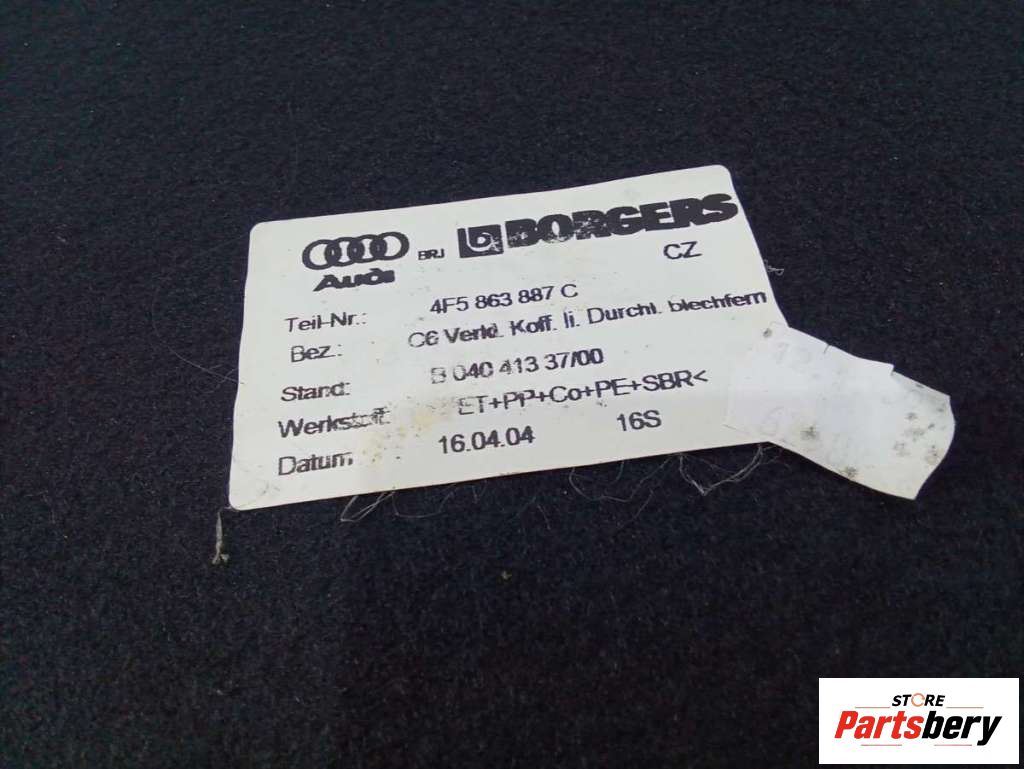 Audi BRJ BORGERS
CZ
Teil-Nr.: 4F5 863 887 C
Bez.: C6 Verkl. Koff. li. Durchl. blechfern
Stand: B 040 413 37/00
Werkstoff: ET+PP+Co+PE+SBR<
Datum 16.04.04 16S
STORE
Partsbery